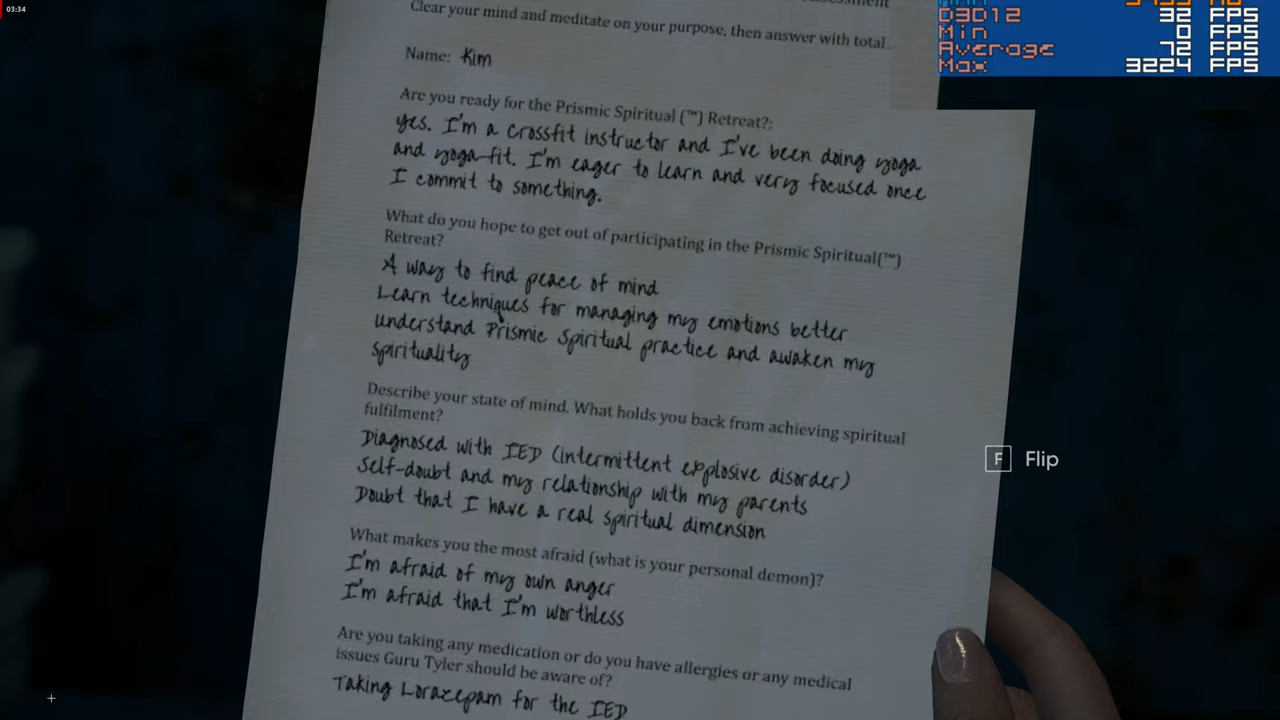 03:34
D3D12 32 FPS
Min 0 FPS
Average 72 FPS
Max 3224 FPS
Clear your mind and meditate on your purpose, then answer with total
Name: Kim
Are you ready for the Prismic Spiritual (™) Retreat?:
yes. I'm a crossfit instructor and I've been doing yoga
and yoga-fit. I'm eager to learn and very focused once
I commit to something.
What do you hope to get out of participating in the Prismic Spiritual(™)
Retreat?
A way to find peace of mind
Learn techniques for managing my emotions better
understand Prismic Spiritual practice and awaken my
spirituality
Describe your state of mind. What holds you back from achieving spiritual
fulfilment?
Diagnosed with IED (intermittent explosive disorder)
Self-doubt and my relationship with my parents
Doubt that I have a real spiritual dimension
What makes you the most afraid (what is your personal demon)?
I'm afraid of my own anger
I'm afraid that I'm worthless
F Flip
Are you taking any medication or do you have allergies or any medical
issues Guru Tyler should be aware of?
Taking Lorazepam for the IED